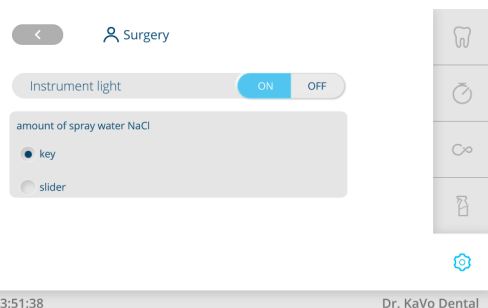 Surgery
Instrument light ON OFF
amount of spray water NaCl
key
slider
3:51:38 Dr. KaVo Dental